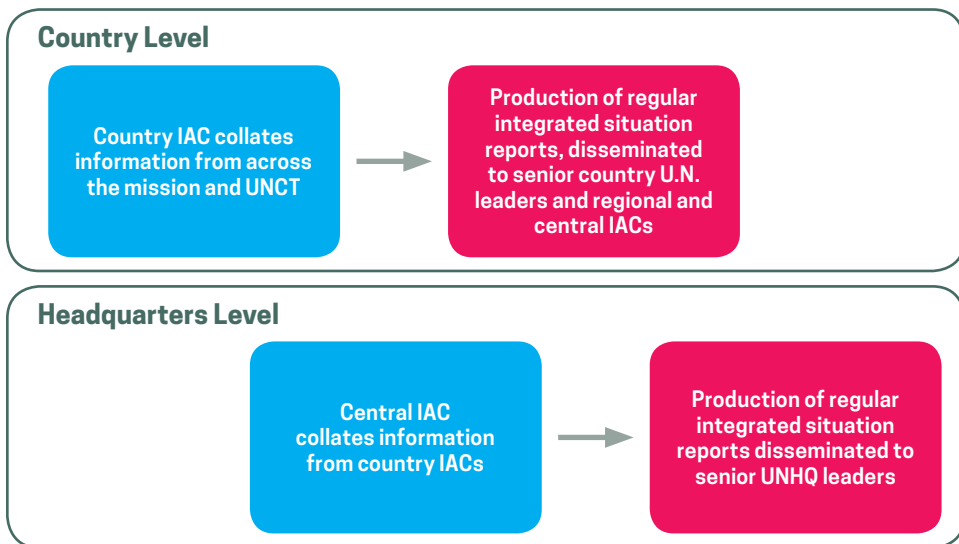 Country Level
Country IAC collates
information from across
the mission and UNCT
Production of regular
integrated situation
reports, disseminated
to senior country U.N.
leaders and regional and
central IACs
Headquarters Level
Central IAC
collates information
from country IACs
Production of regular
integrated situation
reports disseminated to
senior UNHQ leaders